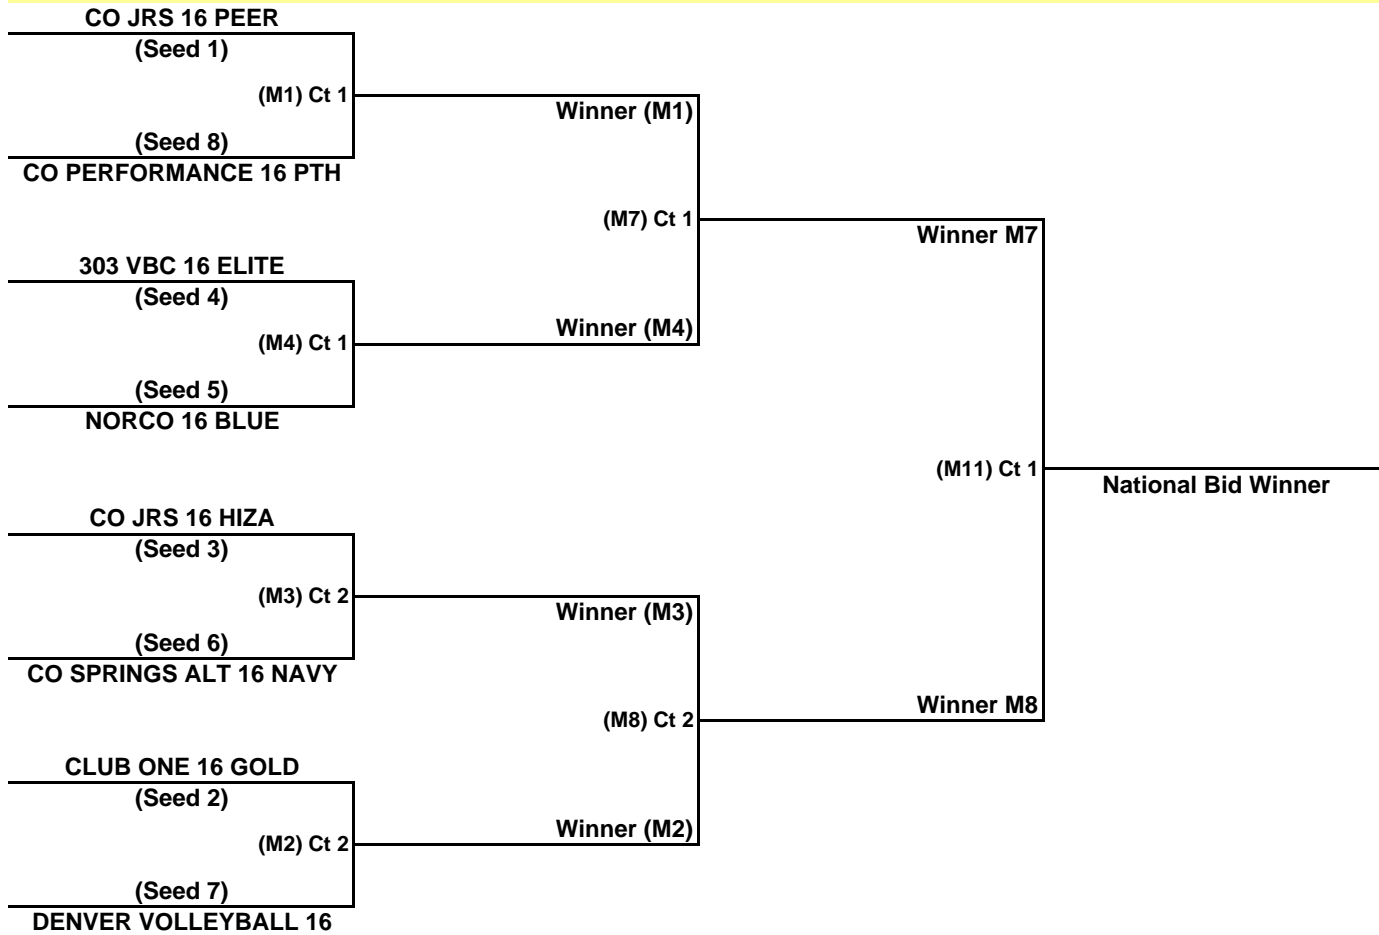 CO JRS 16 PEER
(Seed 1)
(M1) Ct 1
Winner (M1)
(Seed 8)
CO PERFORMANCE 16 PTH
(M7) Ct 1
Winner M7
303 VBC 16 ELITE
(Seed 4)
Winner (M4)
(M4) Ct 1
(Seed 5)
NORCO 16 BLUE
(M11) Ct 1
National Bid Winner
CO JRS 16 HIZA
(Seed 3)
(M3) Ct 2
Winner (M3)
(Seed 6)
CO SPRINGS ALT 16 NAVY
Winner M8
(M8) Ct 2
CLUB ONE 16 GOLD
(Seed 2)
Winner (M2)
(M2) Ct 2
(Seed 7)
DENVER VOLLEYBALL 16